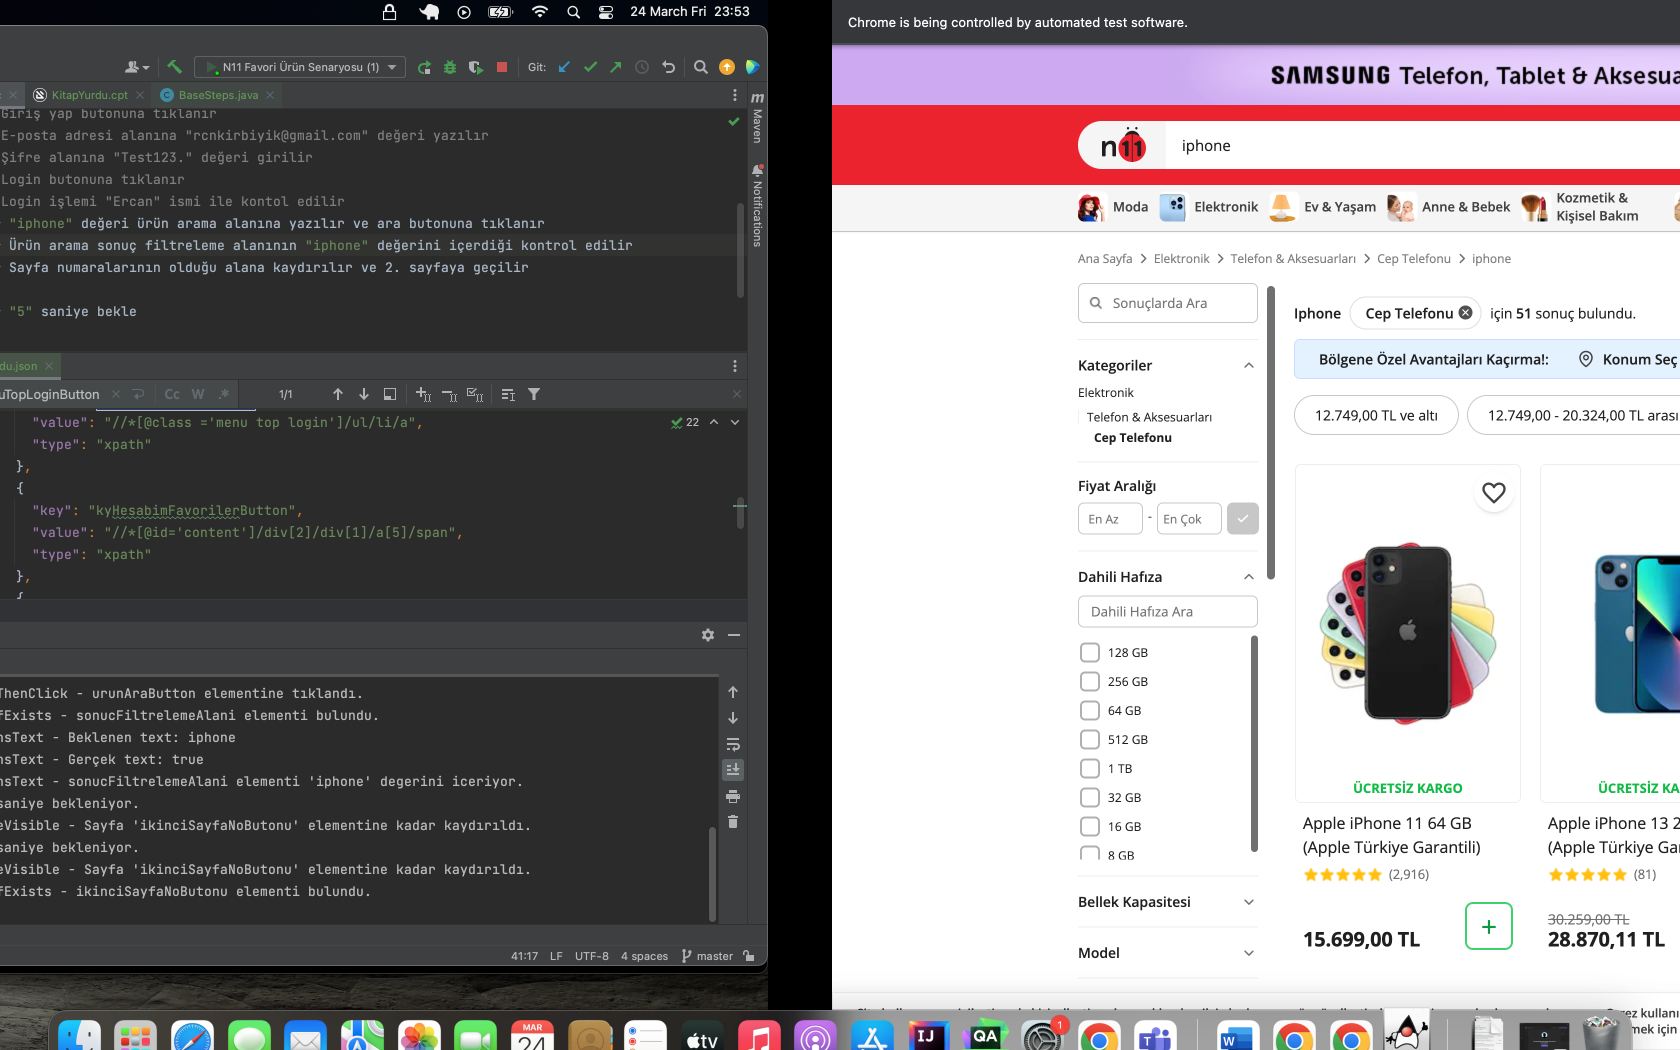 24 March Fri 23:53
N11 Favori Ürün Senaryosu (1)
Git:
KitapYurdu.cpt
BaseSteps.java
m
Maven
Notifications
Giriş yap butonuna tıklanır
E-posta adresi alanına "rcnkirbiyik@gmail.com" değeri yazılır
Şifre alanına "Test123." değeri girilir
Login butonuna tıklanır
Login işlemi "Ercan" ismi ile kontol edilir
"iphone" değeri ürün arama alanına yazılır ve ara butonuna tıklanır
Ürün arama sonuç filtreleme alanının "iphone" değerini içerdiği kontrol edilir
Sayfa numaralarının olduğu alana kaydırılır ve 2. sayfaya geçilir
"5" saniye bekle
du.json
uTopLoginButton
Cc
W
.*
1/1
"value": "//*[@class ='menu top login']/ul/li/a",
22
"type": "xpath"
},
{
"key": "kyHesabimFavorilerButton",
"value": "//*[@id='content']/div[2]/div[1]/a[5]/span",
"type": "xpath"
},
{
ThenClick - urunAraButton elementine tıklandı.
fExists - sonucFiltrelemeAlani elementi bulundu.
nsText - Beklenen text: iphone
nsText - Gerçek text: true
nsText - sonucFiltrelemeAlani elementi 'iphone' degerini iceriyor.
saniye bekleniyor.
eVisible - Sayfa 'ikinciSayfaNoButonu' elementine kadar kaydırıldı.
saniye bekleniyor.
eVisible - Sayfa 'ikinciSayfaNoButonu' elementine kadar kaydırıldı.
fExists - ikinciSayfaNoButonu elementi bulundu.
41:17
LF
UTF-8
4 spaces
master
Chrome is being controlled by automated test software.
SAMSUNG Telefon, Tablet & Aksesua
n11
iphone
Moda
Elektronik
Ev & Yaşam
Anne & Bebek
Kozmetik &
Kişisel Bakım
Ana Sayfa > Elektronik > Telefon & Aksesuarları > Cep Telefonu > iphone
Sonuçlarda Ara
Iphone
Cep Telefonu
için 51 sonuç bulundu.
Bölgene Özel Avantajları Kaçırma!:
Konum Seç
12.749,00 TL ve altı
12.749,00 - 20.324,00 TL arası
Kategoriler
Elektronik
Telefon & Aksesuarları
Cep Telefonu
Fiyat Aralığı
En Az
-
En Çok
Dahili Hafıza
Dahili Hafıza Ara
128 GB
256 GB
64 GB
512 GB
1 TB
32 GB
16 GB
8 GB
Bellek Kapasitesi
Model
ÜCRETSİZ KARGO
Apple iPhone 11 64 GB
(Apple Türkiye Garantili)
(2,916)
15.699,00 TL
+
ÜCRETSİZ KA
Apple iPhone 13 2
(Apple Türkiye Ga
(81)
30.259,00 TL
28.870,11 TL
ez kullanı
mek için
MAR
24
tv
IJ
QA
1
W